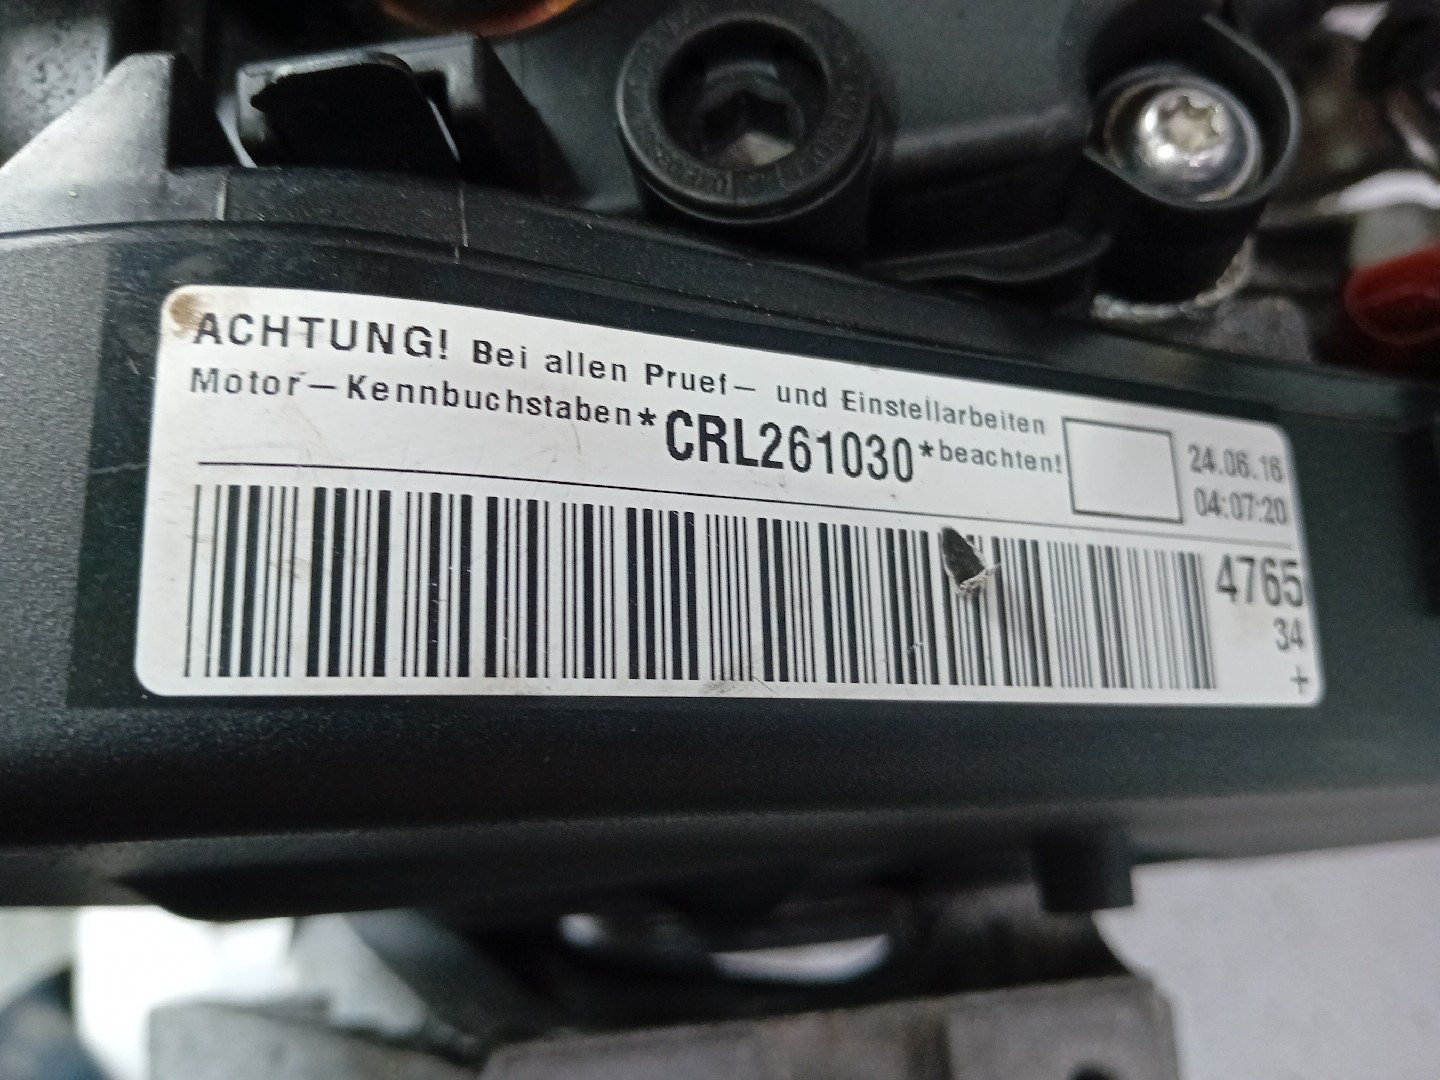 ACHTUNG! Bei allen Pruef– und Einstellarbeiten
Motor–Kennbuchstaben*CRL261030*beachten!
24.06.16
04:07:20
4765
34
+